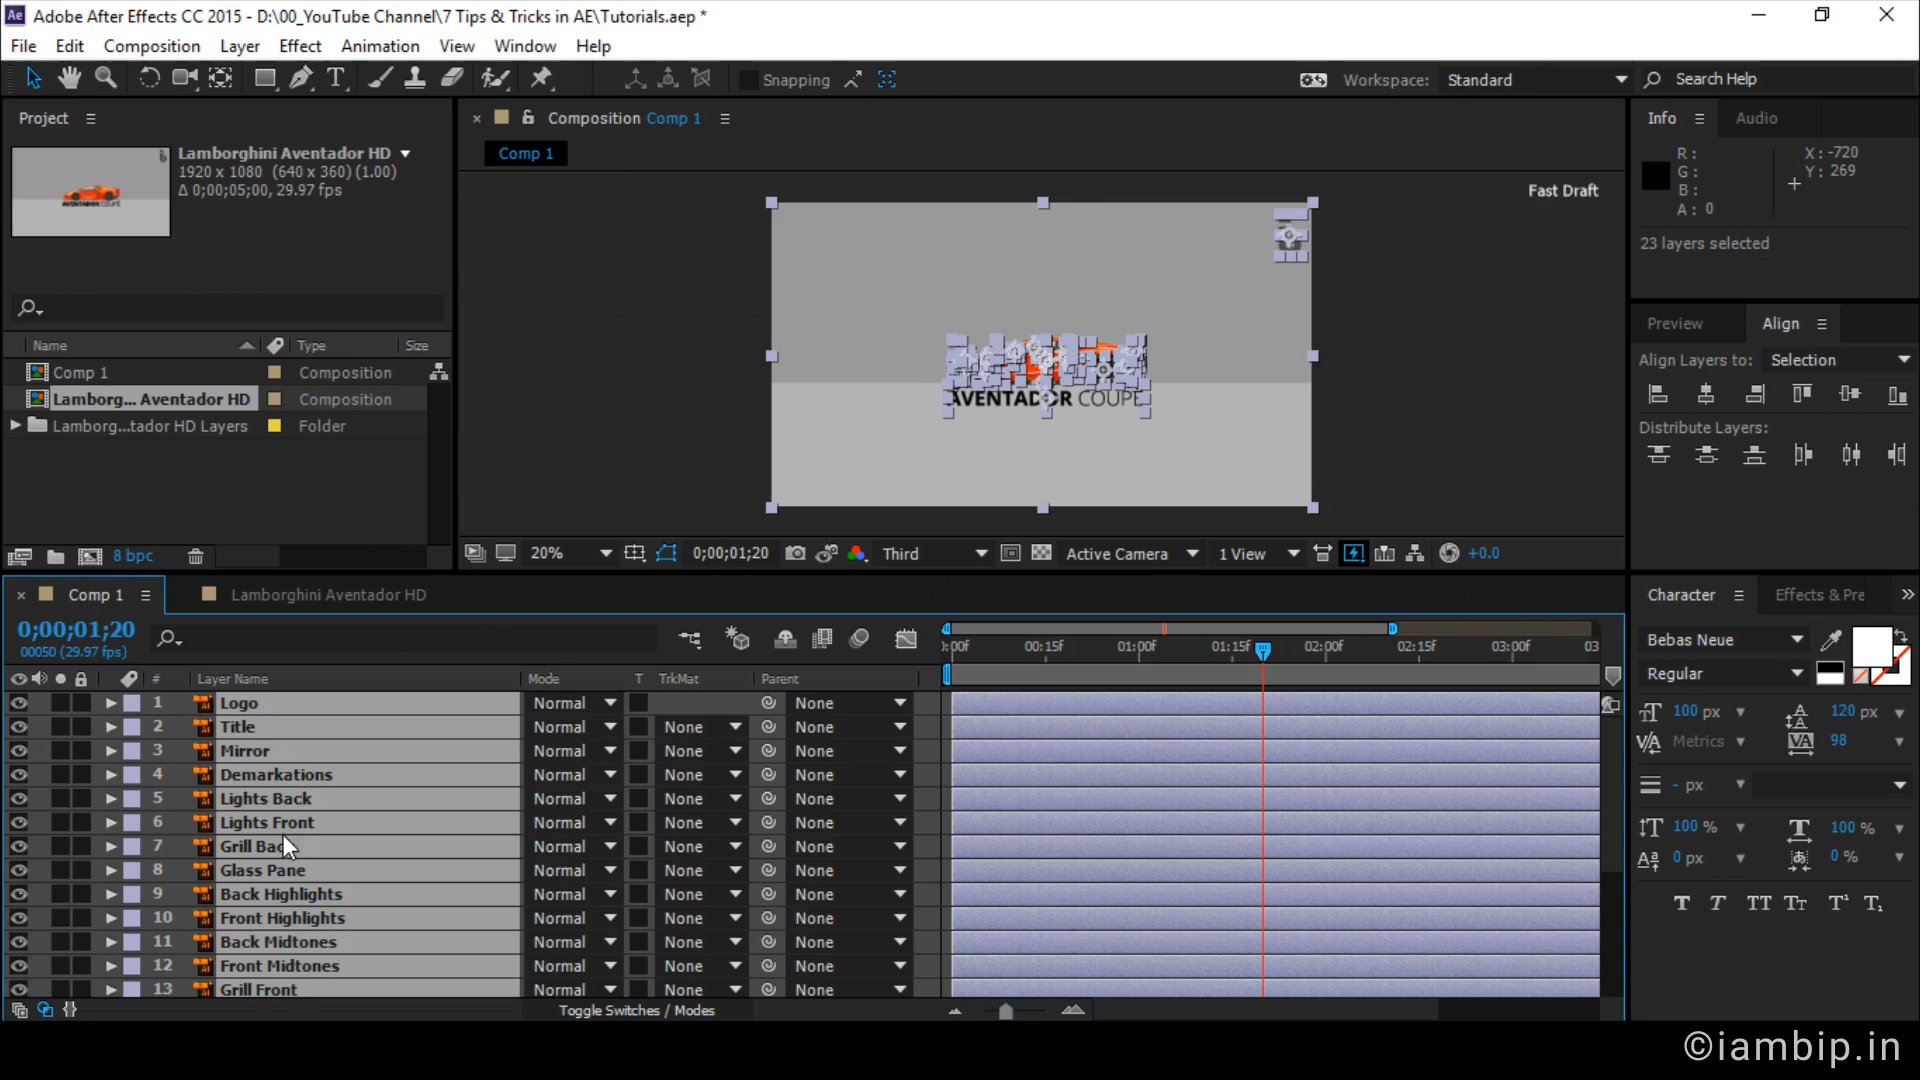 Ae Adobe After Effects CC 2015 - D:\00_YouTube Channel\7 Tips & Tricks in AE\Tutorials.aep *
File Edit Composition Layer Effect Animation View Window Help
Snapping Workspace: Standard Search Help
Project
Lamborghini Aventador HD
1920 x 1080 (640 x 360) (1.00)
Δ 0;00;05;00, 29.97 fps
Name Type Size
Comp 1 Composition
Lamborg... Aventador HD Composition
Lamborg...tador HD Layers Folder
8 bpc
Composition Comp 1
Comp 1
Fast Draft
AVENTADOR COUPÉ
20% 0;00;01;20 Third Active Camera 1 View +0.0
Info Audio
R: X: -720
G: Y: 269
B:
A: 0
23 layers selected
Preview Align
Align Layers to: Selection
Distribute Layers:
Comp 1 Lamborghini Aventador HD
0;00;01;20
00050 (29.97 fps)
:00f 00:15f 01:00f 01:15f 02:00f 02:15f 03:00f 03
# Layer Name Mode T TrkMat Parent
1 Logo Normal None
2 Title Normal None None
3 Mirror Normal None None
4 Demarkations Normal None None
5 Lights Back Normal None None
6 Lights Front Normal None None
7 Grill Bac Normal None None
8 Glass Pane Normal None None
9 Back Highlights Normal None None
10 Front Highlights Normal None None
11 Back Midtones Normal None None
12 Front Midtones Normal None None
13 Grill Front Normal None None
Toggle Switches / Modes
Character Effects & Pre
Bebas Neue
Regular
100 px 120 px
Metrics 98
- px
100 % 100 %
0 px 0 %
T T TT Tt T¹ T₁
©iambip.in